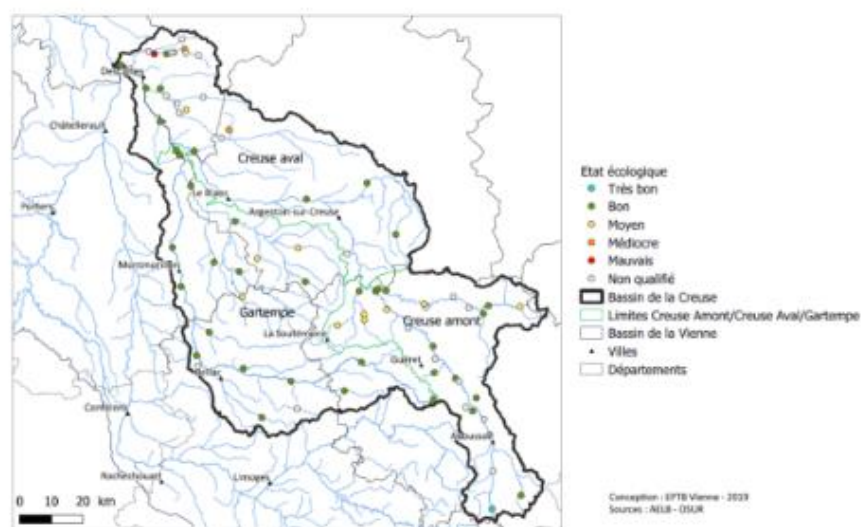 Descartes
Châtellerault
Creuse aval
Le Blanc
Poitiers
Argenton-sur-Creuse
Montmorillon
Gartempe
Creuse amont
La Souterraine
Guéret
Bellac
Confolens
Aubusson
Rochechouart
Limoges
0 10 20 km
Etat écologique
Très bon
Bon
Moyen
Médiocre
Mauvais
Non qualifié
Bassin de la Creuse
Limites Creuse Amont/Creuse Aval/Gartempe
Bassin de la Vienne
Villes
Départements
Conception : EPTB Vienne - 2019
Sources : AELB - OSUR